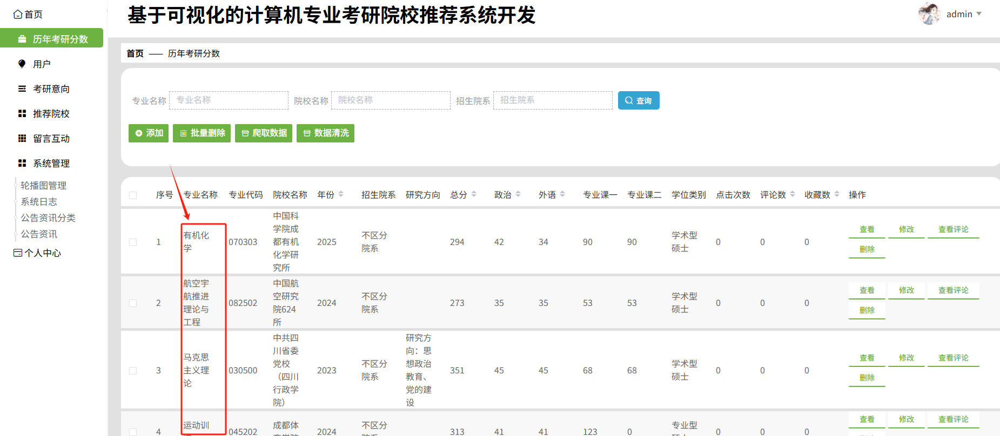 基于可视化的计算机专业考研院校推荐系统开发
admin
首页
历年考研分数
用户
考研意向
推荐院校
留言互动
系统管理
轮播图管理
系统日志
公告资讯分类
公告资讯
个人中心
首页 —— 历年考研分数
专业名称 专业名称 院校名称 院校名称 招生院系 招生院系 查询
添加 批量删除 爬取数据 数据清洗
序号 专业名称 专业代码 院校名称 年份 招生院系 研究方向 总分 政治 外语 专业课一 专业课二 学位类别 点击次数 评论数 收藏数 操作
1
有机化
学
070303
中国科
学院成
都有机
化学研
究所
2025
不区分
院系
294 42 34 90 90
学术型
硕士
0 0 0
查看 修改 查看评论
删除
2
航空宇
航推进
理论与
工程
082502
中国航
空研究
院624
所
2024
不区分
院系
273 35 35 53 53
学术型
硕士
0 0 0
查看 修改 查看评论
删除
3
马克思
主义理
论
030500
中共四
川省委
党校
（四川
行政学
院）
2023
不区分
院系
研究方
向：思
想政治
教育、
党的建
设
351 45 45 68 68
学术型
硕士
0 0 0
查看 修改 查看评论
删除
4
运动训
045202
成都体
2024
不区分
313 41 41 123 0
专业型
0 0 0
查看 修改 查看评论